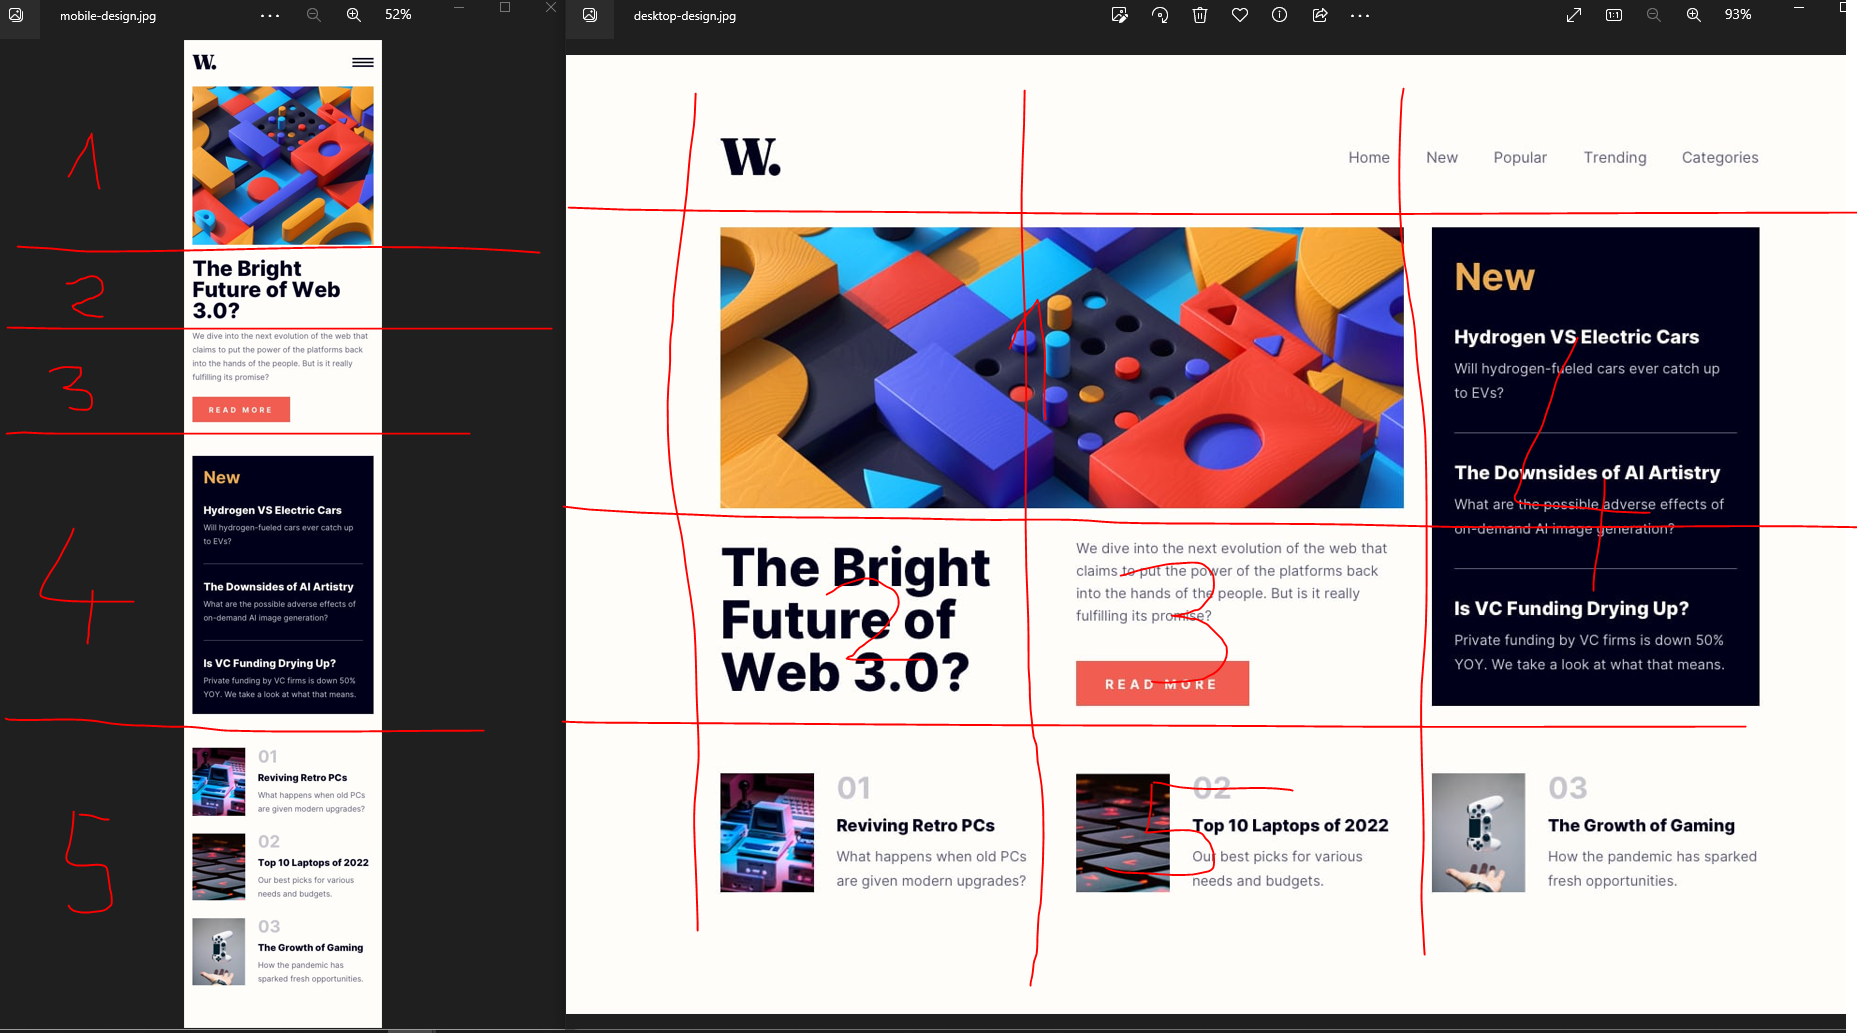 mobile-design.jpg
52%
W.
1
2
The Bright
Future of Web
3.0?
3
We dive into the next evolution of the web that
claims to put the power of the platforms back
into the hands of the people. But is it really
fulfilling its promise?
READ MORE
4
New
Hydrogen VS Electric Cars
Will hydrogen-fueled cars ever catch up
to EVs?
The Downsides of AI Artistry
What are the possible adverse effects of
on-demand AI image generation?
Is VC Funding Drying Up?
Private funding by VC firms is down 50%
YOY. We take a look at what that means.
5
01
Reviving Retro PCs
What happens when old PCs
are given modern upgrades?
02
Top 10 Laptops of 2022
Our best picks for various
needs and budgets.
03
The Growth of Gaming
How the pandemic has
sparked fresh opportunities.
desktop-design.jpg
1:1
93%
W.
Home New Popular Trending Categories
1
New
Hydrogen VS Electric Cars
Will hydrogen-fueled cars ever catch up
to EVs?
The Downsides of AI Artistry
What are the possible adverse effects of
on-demand AI image generation?
Is VC Funding Drying Up?
Private funding by VC firms is down 50%
YOY. We take a look at what that means.
4
The Bright
Future of
Web 3.0?
2
We dive into the next evolution of the web that
claims to put the power of the platforms back
into the hands of the people. But is it really
fulfilling its promise?
READ MORE
3
01
Reviving Retro PCs
What happens when old PCs
are given modern upgrades?
02
Top 10 Laptops of 2022
Our best picks for various
needs and budgets.
5
03
The Growth of Gaming
How the pandemic has sparked
fresh opportunities.